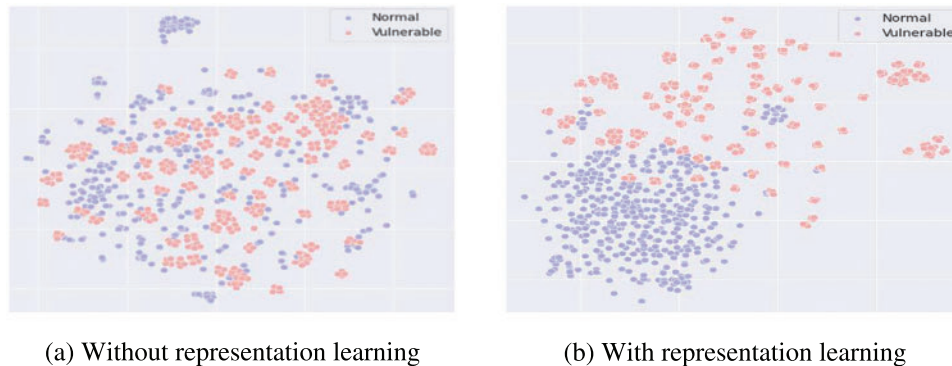 Normal
Vulnerable
Normal
Vulnerable
(a) Without representation learning
(b) With representation learning